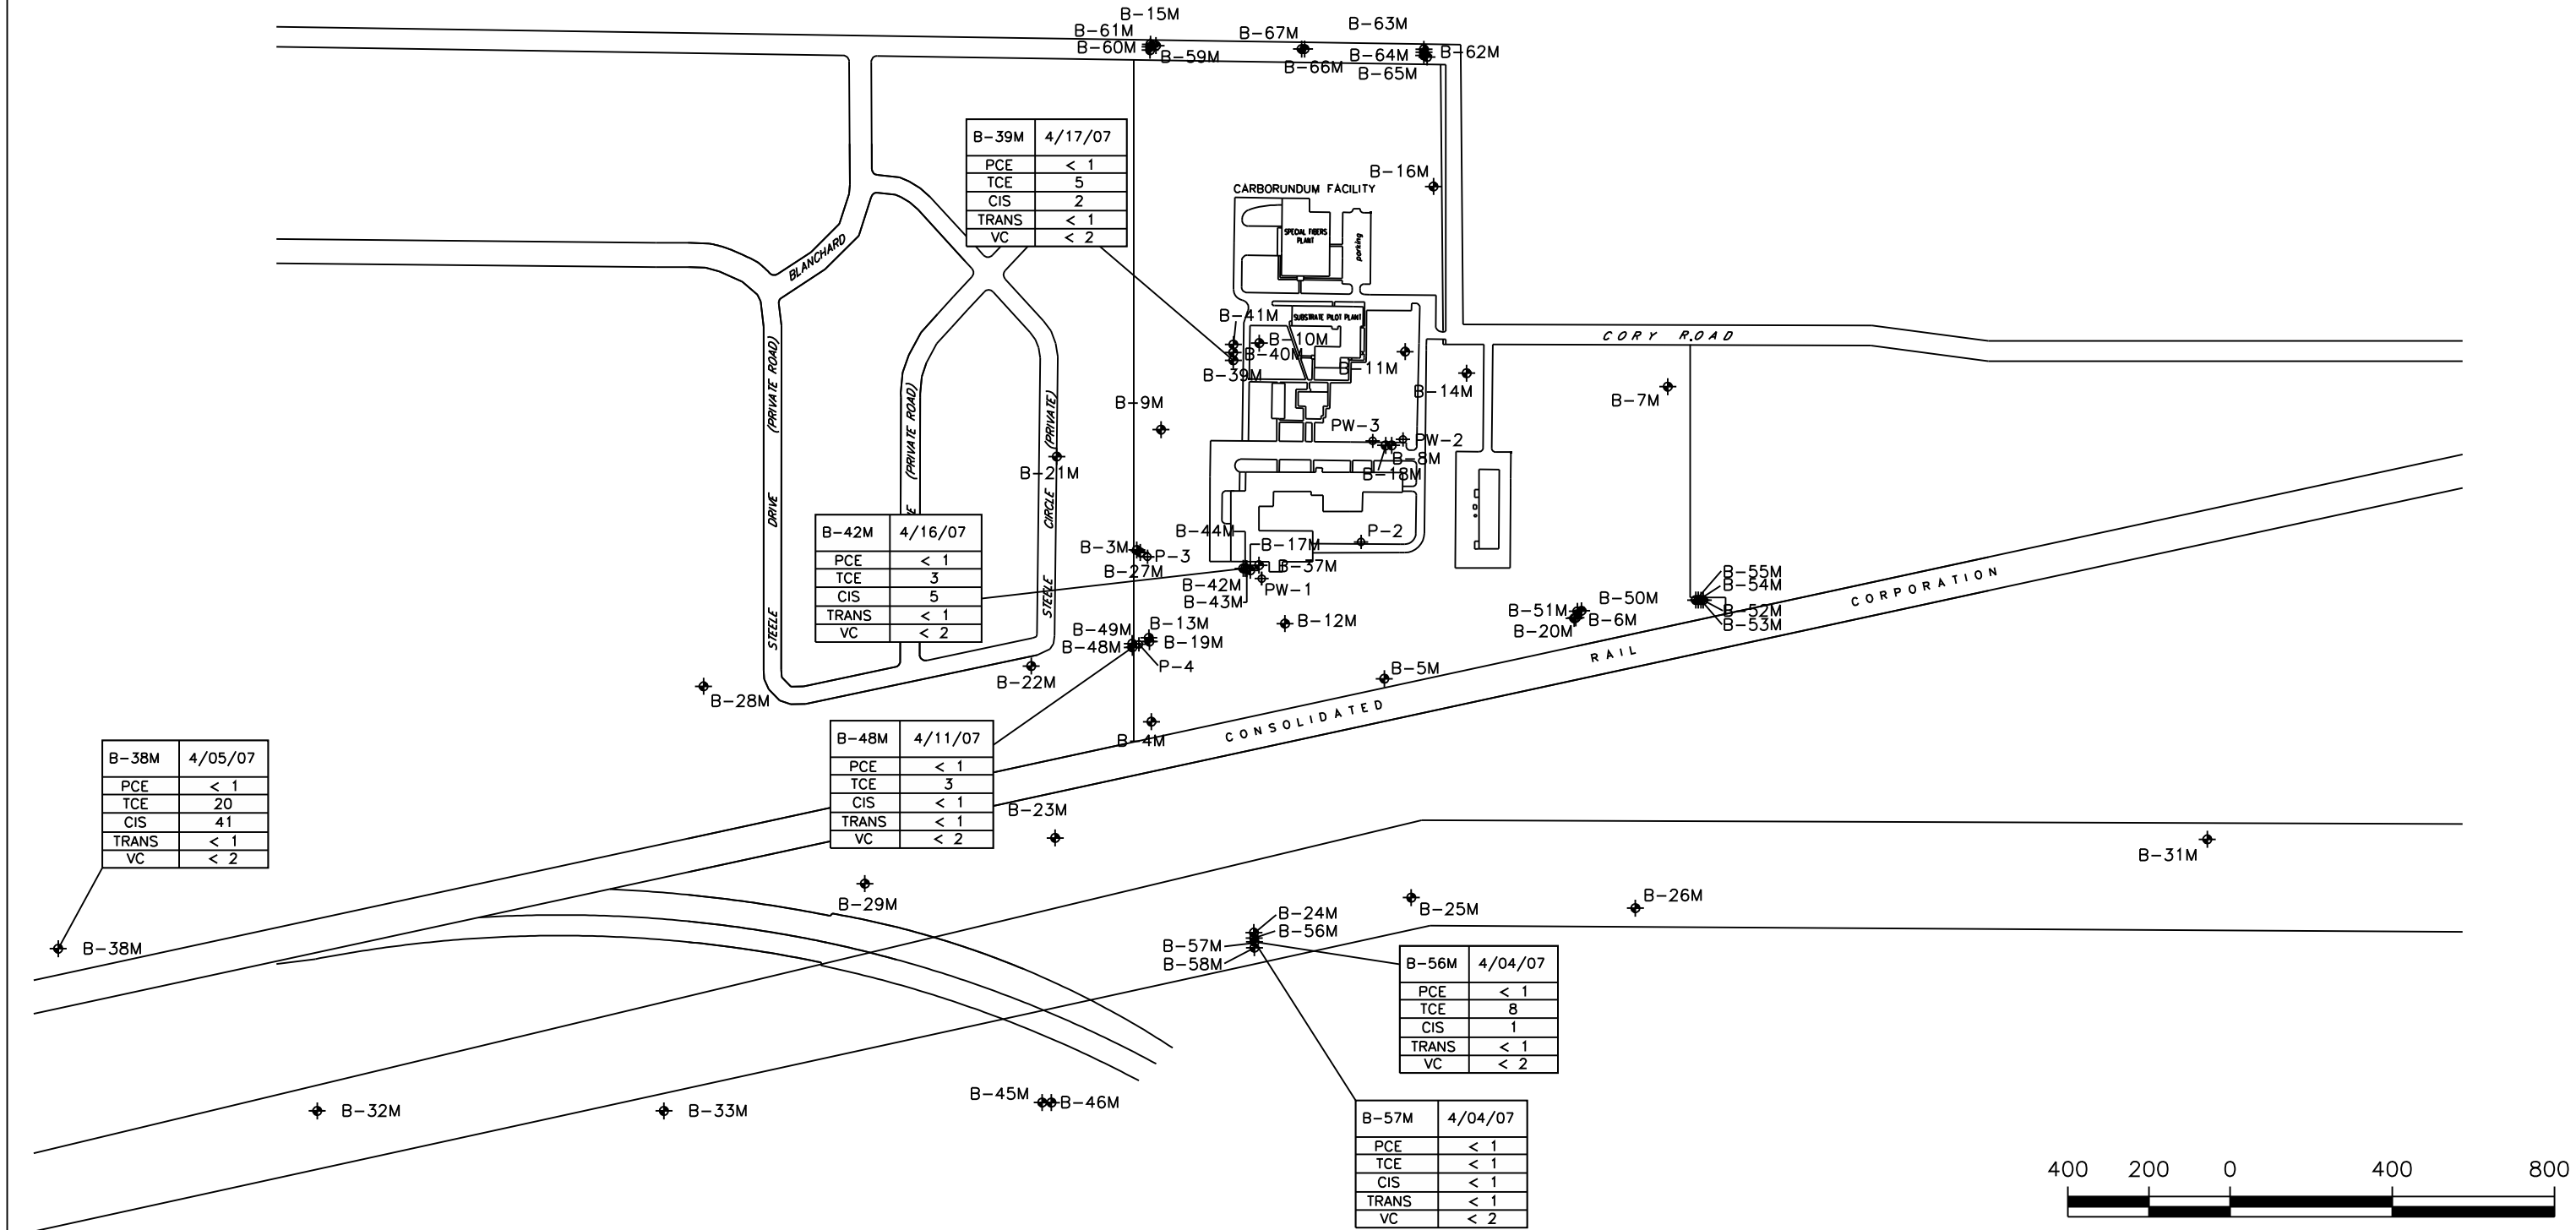 B-15M
B-61M
B-60M
B-59M
B-67M
B-66M
B-63M
B-64M
B-62M
B-65M
B-39M 4/17/07
PCE < 1
TCE 5
CIS 2
TRANS < 1
VC < 2
B-16M
CARBORUNDUM FACILITY
SPECIAL FIBERS
PLANT
parking
BLANCHARD
B-41M
SUBSTRATE PILOT PLANT
B-10M
B-40M
B-39M
B-11M
B-14M
CORY ROAD
B-7M
B-9M
PW-3
PW-2
B-8M
B-18M
B-21M
STEELE DRIVE (PRIVATE ROAD)
E (PRIVATE ROAD)
STEELE CIRCLE (PRIVATE)
B-42M 4/16/07
PCE < 1
TCE 3
CIS 5
TRANS < 1
VC < 2
B-3M
P-3
B-27M
B-44M
B-17M
B-37M
B-42M
PW-1
B-43M
P-2
B-12M
B-49M
B-13M
B-48M
B-19M
P-4
B-51M
B-50M
B-6M
B-20M
B-55M
B-54M
B-52M
B-53M
B-28M
B-22M
B-5M
B-4M
CONSOLIDATED RAIL CORPORATION
B-48M 4/11/07
PCE < 1
TCE 3
CIS < 1
TRANS < 1
VC < 2
B-38M 4/05/07
PCE < 1
TCE 20
CIS 41
TRANS < 1
VC < 2
B-23M
B-31M
B-29M
B-38M
B-24M
B-56M
B-57M
B-58M
B-25M
B-26M
B-56M 4/04/07
PCE < 1
TCE 8
CIS 1
TRANS < 1
VC < 2
B-32M
B-33M
B-45M
B-46M
B-57M 4/04/07
PCE < 1
TCE < 1
CIS < 1
TRANS < 1
VC < 2
400 200 0 400 800